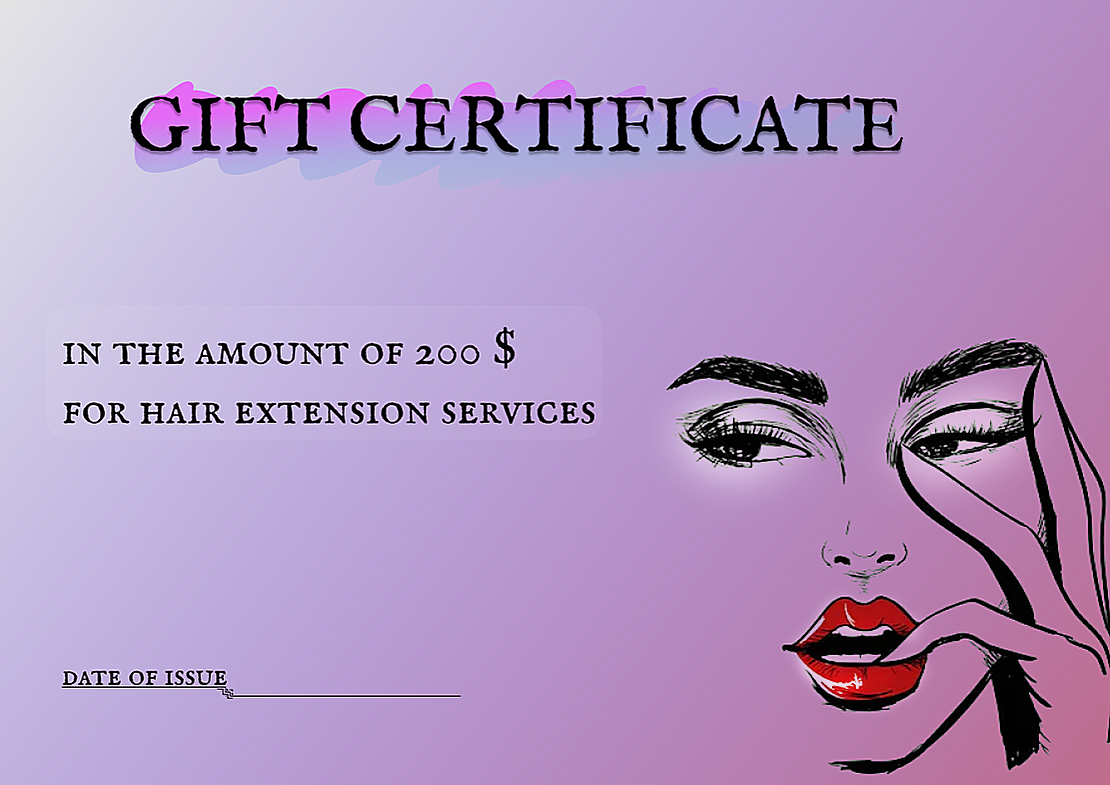 GIFT CERTIFICATE
IN THE AMOUNT OF 200 $
FOR HAIR EXTENSION SERVICES
DATE OF ISSUE